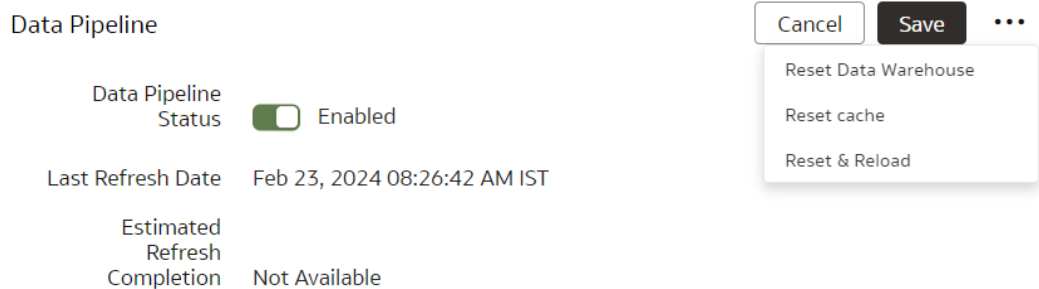 Data Pipeline
Cancel
Save
Reset Data Warehouse
Reset cache
Reset & Reload
Data Pipeline
Status
Enabled
Last Refresh Date
Feb 23, 2024 08:26:42 AM IST
Estimated
Refresh
Completion
Not Available